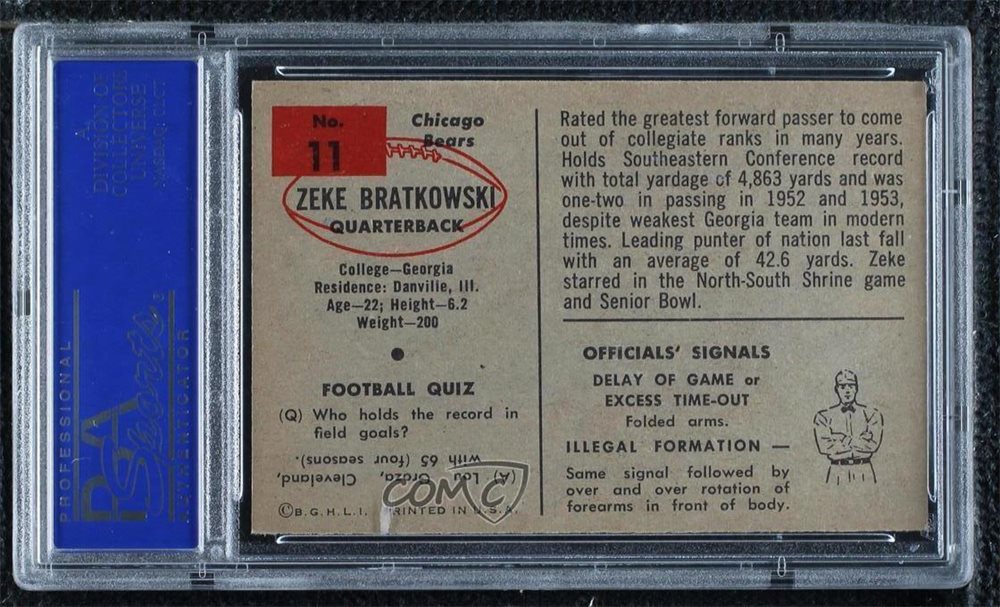 A
DIVISION OF
COLLECTORS
UNIVERSE
NASDAQ: CLCT
PROFESSIONAL
PSA
Sports
AUTHENTICATOR
No.
11
Chicago
Bears
ZEKE BRATKOWSKI
QUARTERBACK
College—Georgia
Residence: Danville, Ill.
Age—22; Height—6.2
Weight—200
FOOTBALL QUIZ
(Q) Who holds the record in
field goals?
(A) Lou Groza, Cleveland,
with 65 (four seasons).
©B.G.H.L.I. PRINTED IN U.S.A.
COMC
Rated the greatest forward passer to come
out of collegiate ranks in many years.
Holds Southeastern Conference record
with total yardage of 4,863 yards and was
one-two in passing in 1952 and 1953,
despite weakest Georgia team in modern
times. Leading punter of nation last fall
with an average of 42.6 yards. Zeke
starred in the North-South Shrine game
and Senior Bowl.
OFFICIALS' SIGNALS
DELAY OF GAME or
EXCESS TIME-OUT
Folded arms.
ILLEGAL FORMATION —
Same signal followed by
over and over rotation of
forearms in front of body.